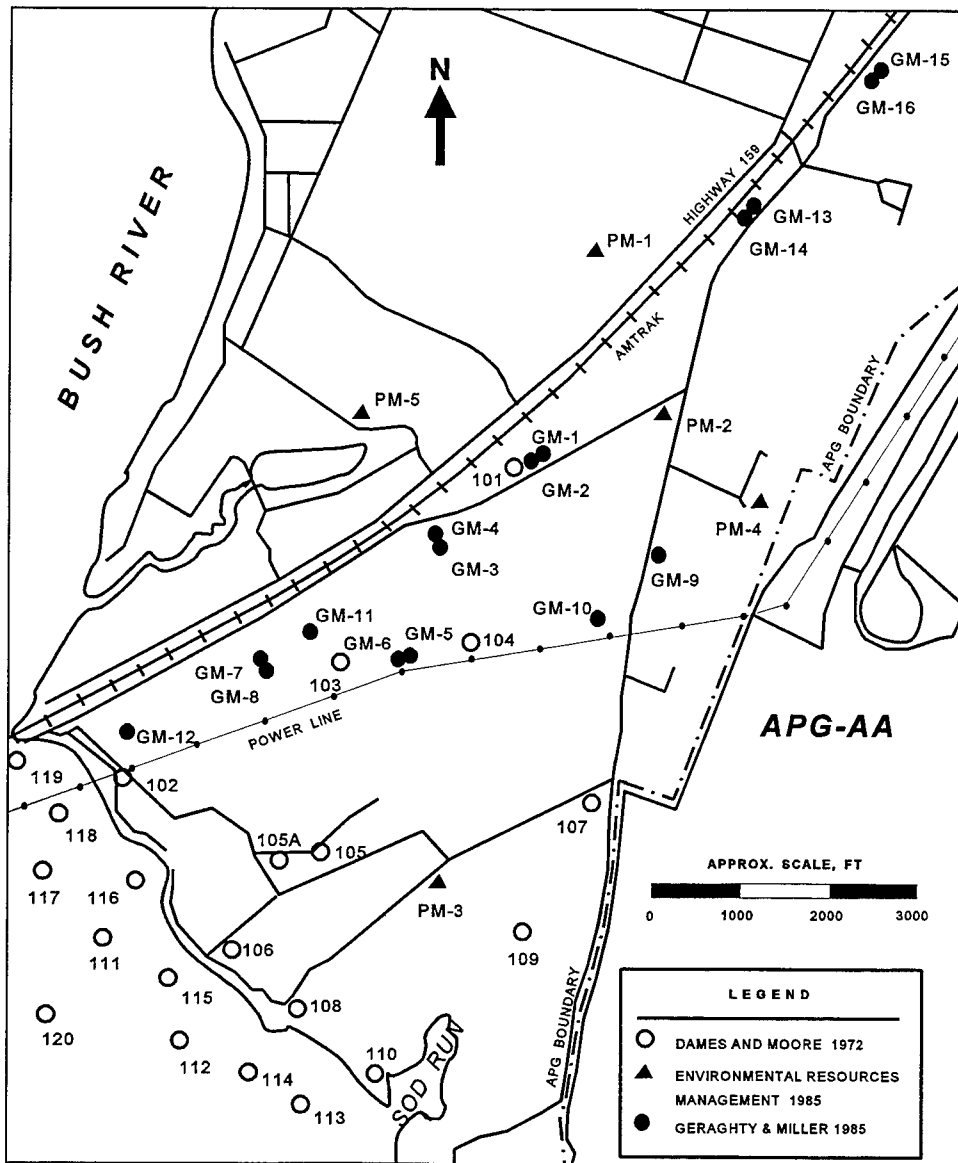 GM-15
GM-16
N
HIGHWAY 159
GM-13
GM-14
PM-1
BUSH RIVER
AMTRAK
APG BOUNDARY
PM-5
PM-2
GM-1
101
GM-2
PM-4
GM-4
GM-3
GM-9
GM-10
GM-11
104
GM-6
GM-5
GM-7
103
GM-8
POWER LINE
APG-AA
GM-12
119
102
118
107
105A
105
117
116
PM-3
APPROX. SCALE, FT
0 1000 2000 3000
111
106
109
115
108
120
112
110
114
113
SOD RUN
APG BOUNDARY
LEGEND
DAMES AND MOORE 1972
ENVIRONMENTAL RESOURCES
MANAGEMENT 1985
GERAGHTY & MILLER 1985